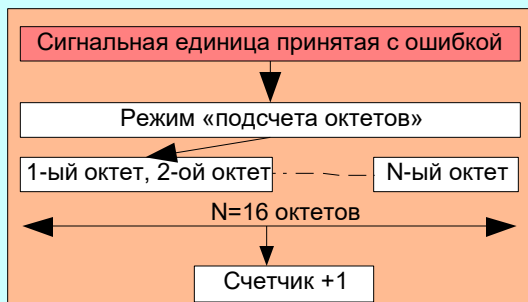 Сигнальная единица принятая с ошибкой
Режим «подсчета октетов»
1-ый октет, 2-ой октет
N-ый октет
N=16 октетов
Счетчик +1